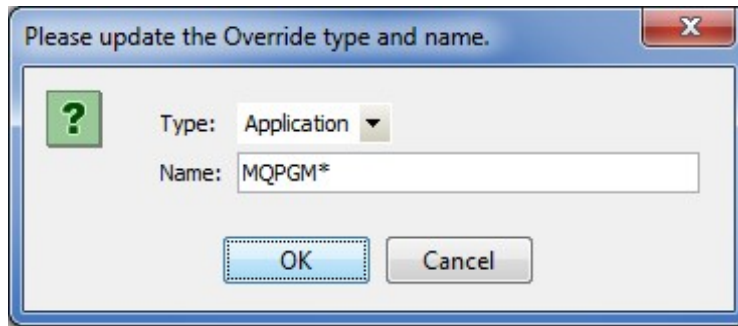 Please update the Override type and name.
?
Type: Application
Name: MQPGM*
OK Cancel